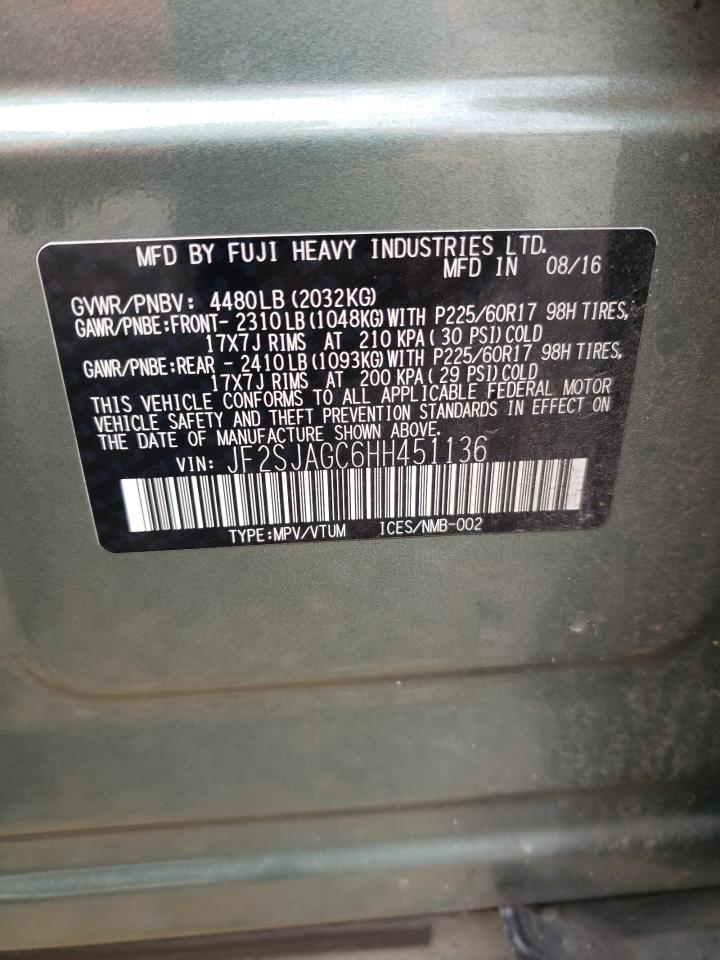 MFD BY FUJI HEAVY INDUSTRIES LTD.
MFD IN 08/16
GVWR/PNBV: 4480LB (2032KG)
GAWR/PNBE:FRONT- 2310LB (1048KG) WITH P225/60R17 98H TIRES,
17X7J RIMS AT 210 KPA ( 30 PSI) COLD
GAWR/PNBE:REAR - 2410LB (1093KG) WITH P225/60R17 98H TIRES,
17X7J RIMS AT 200 KPA ( 29 PSI) COLD
THIS VEHICLE CONFORMS TO ALL APPLICABLE FEDERAL MOTOR
VEHICLE SAFETY AND THEFT PREVENTION STANDARDS IN EFFECT ON
THE DATE OF MANUFACTURE SHOWN ABOVE.
VIN: JF2SJAGC6HH451136
TYPE:MPV/VTUM ICES/NMB-002